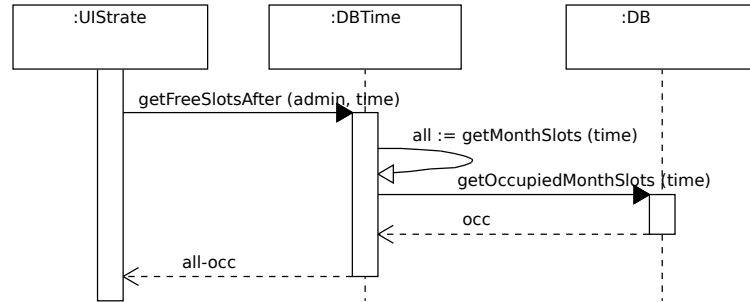 :UIStrate
:DBTime
:DB
getFreeSlotsAfter (admin, time)
all := getMonthSlots (time)
getOccupiedMonthSlots (time)
occ
all-occ